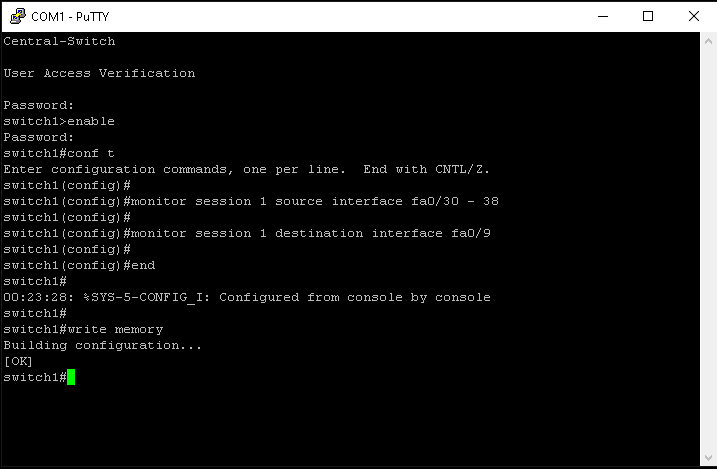 COM1 - PuTTY
Central-Switch
User Access Verification
Password:
switch1>enable
Password:
switch1#conf t
Enter configuration commands, one per line.  End with CNTL/Z.
switch1(config)#
switch1(config)#monitor session 1 source interface fa0/30 - 38
switch1(config)#
switch1(config)#monitor session 1 destination interface fa0/9
switch1(config)#
switch1(config)#end
switch1#
00:23:28: %SYS-5-CONFIG_I: Configured from console by console
switch1#
switch1#write memory
Building configuration...
[OK]
switch1#